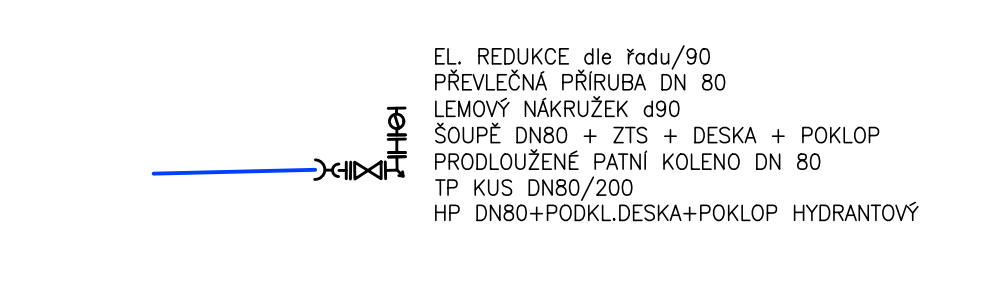 EL. REDUKCE dle řadu/90
PŘEVLEČNÁ PŘÍRUBA DN 80
LEMOVÝ NÁKRUŽEK d90
ŠOUPĚ DN80 + ZTS + DESKA + POKLOP
PRODLOUŽENÉ PATNÍ KOLENO DN 80
TP KUS DN80/200
HP DN80+PODKL.DESKA+POKLOP HYDRANTOVÝ